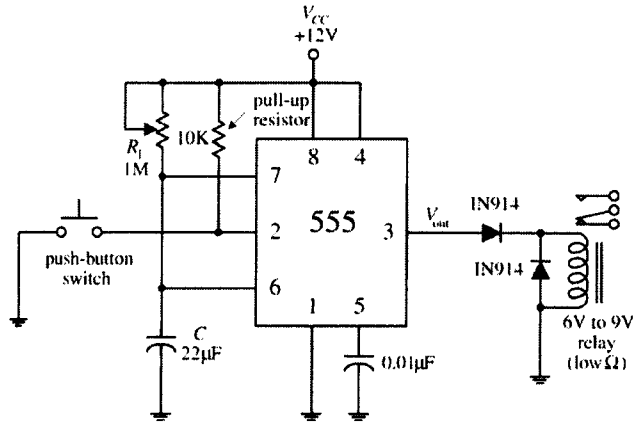 V_CC
+12V
pull-up
resistor
10K
R_1
1M
8 4
7
555
2
3
6
1 5
V_out
IN914
IN914
push-button
switch
C
22μF
0.01μF
6V to 9V
relay
(low Ω)